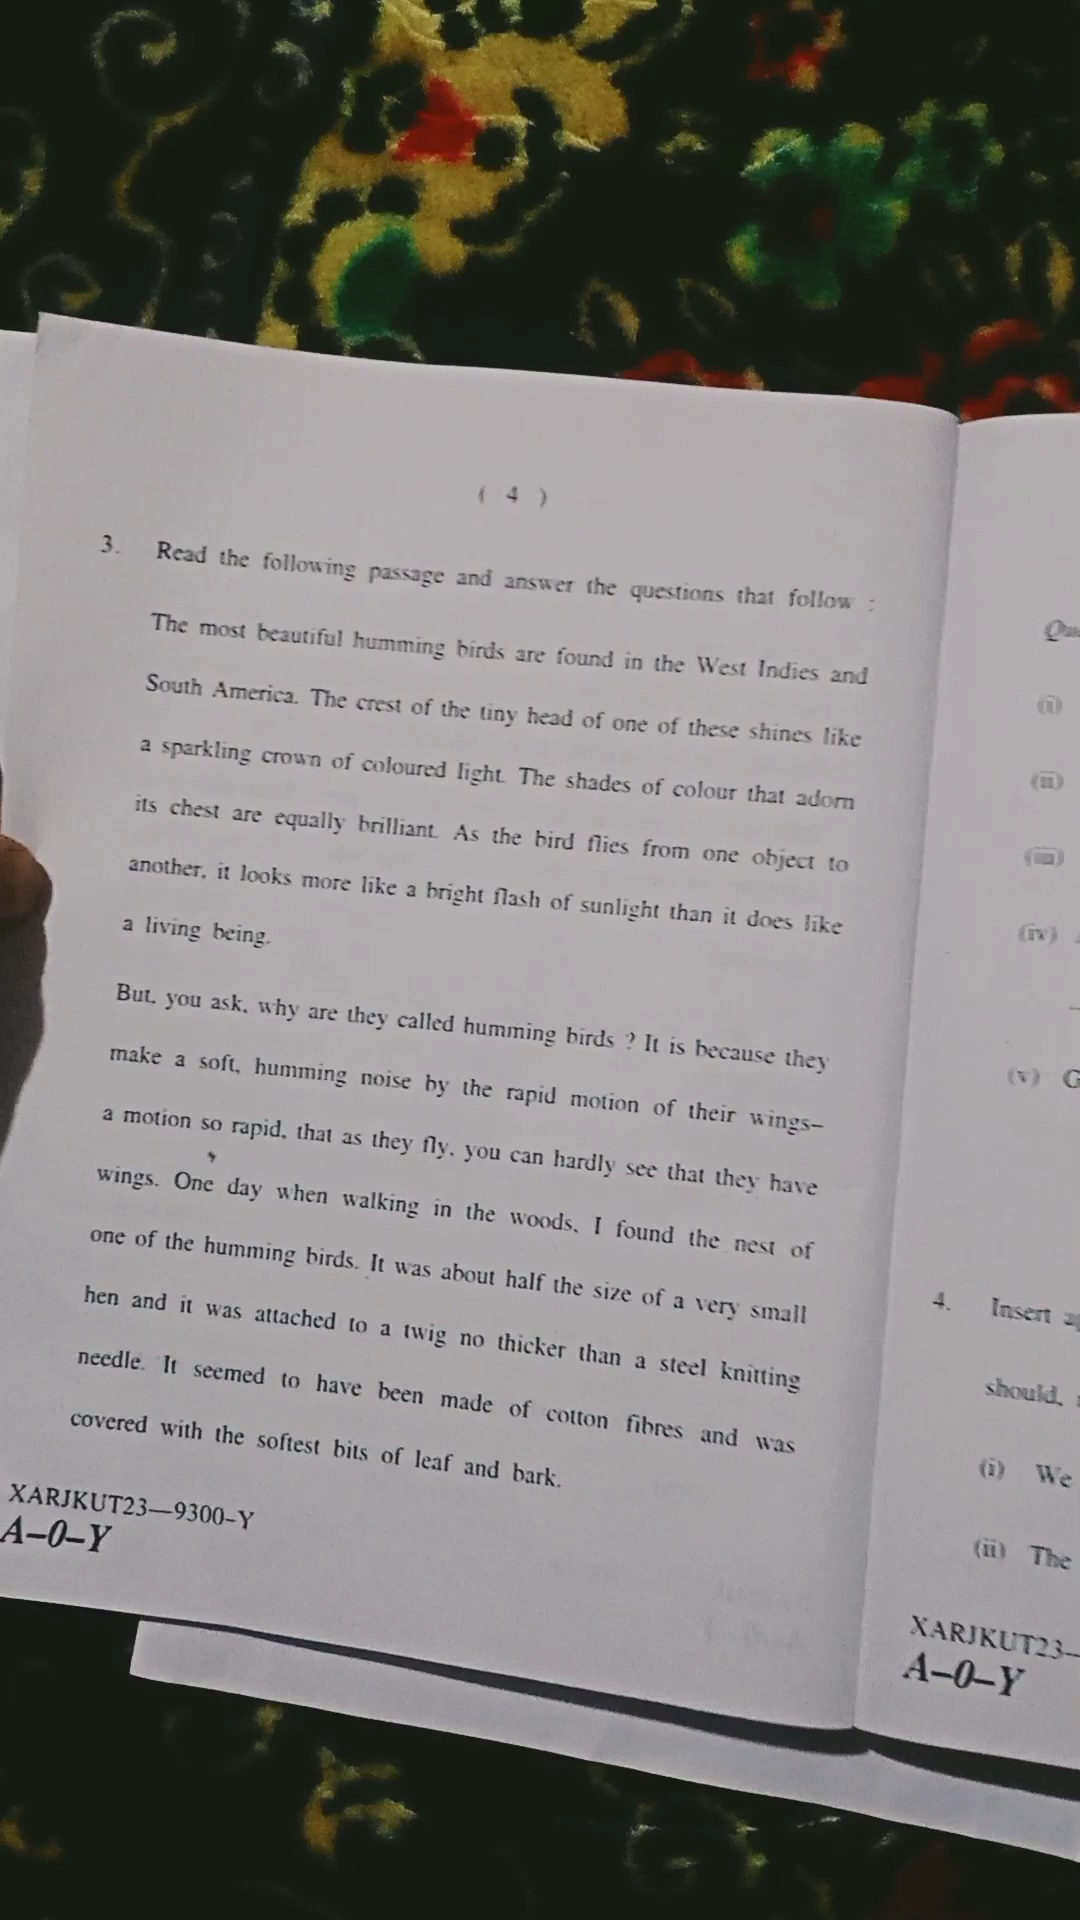 ( 4 )
3. Read the following passage and answer the questions that follow :
The most beautiful humming birds are found in the West Indies and
South America. The crest of the tiny head of one of these shines like
a sparkling crown of coloured light. The shades of colour that adorn
its chest are equally brilliant. As the bird flies from one object to
another, it looks more like a bright flash of sunlight than it does like
a living being.
But, you ask, why are they called humming birds ? It is because they
make a soft, humming noise by the rapid motion of their wings–
a motion so rapid, that as they fly, you can hardly see that they have
wings. One day when walking in the woods, I found the nest of
one of the humming birds. It was about half the size of a very small
hen and it was attached to a twig no thicker than a steel knitting
needle. It seemed to have been made of cotton fibres and was
covered with the softest bits of leaf and bark.
XARJKUT23—9300–Y
A–0–Y
(i)
(ii)
(iii)
(iv)
(v) G
4. Insert
should,
(i) We
(ii) The
XARJKUT23—
A–0–Y